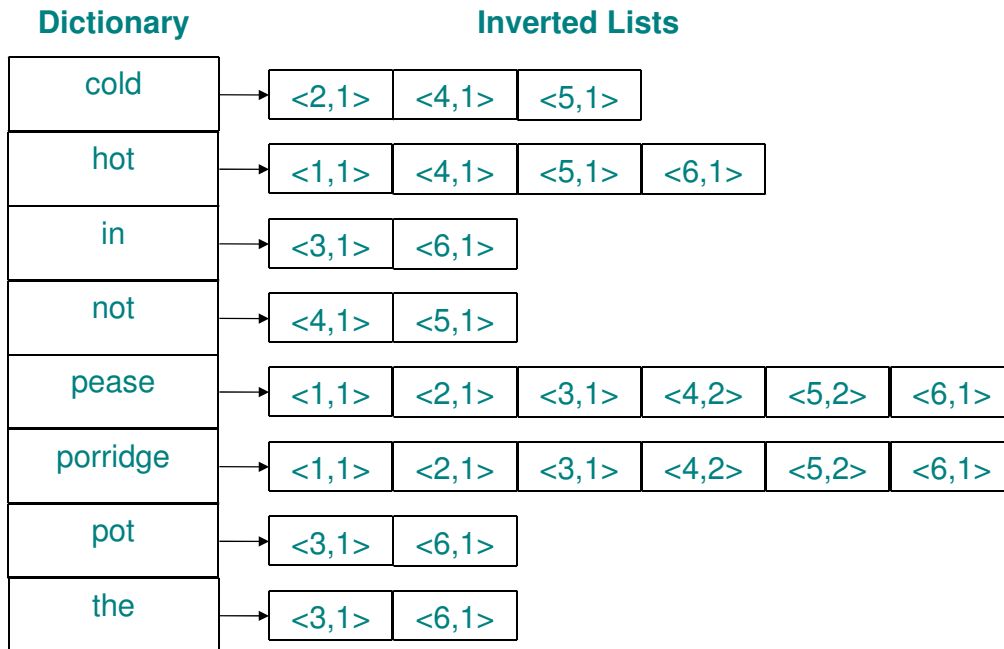 Dictionary Inverted Lists
cold <2,1> <4,1> <5,1>
hot <1,1> <4,1> <5,1> <6,1>
in <3,1> <6,1>
not <4,1> <5,1>
pease <1,1> <2,1> <3,1> <4,2> <5,2> <6,1>
porridge <1,1> <2,1> <3,1> <4,2> <5,2> <6,1>
pot <3,1> <6,1>
the <3,1> <6,1>